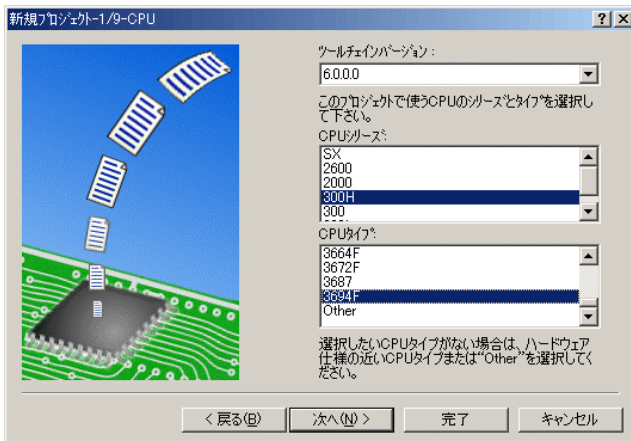 新規ﾌﾟﾛｼﾞｪｸﾄ-1/9-CPU
ﾂｰﾙﾁｪｲﾝﾊﾞｰｼﾞｮﾝ :
6.0.0.0
このﾌﾟﾛｼﾞｪｸﾄで使うCPUのｼﾘｰｽﾞとﾀｲﾌﾟを選択し
て下さい。
CPUｼﾘｰｽﾞ:
SX
2600
2000
300H
300
CPUﾀｲﾌﾟ:
3664F
3672F
3687
3694F
Other
選択したいCPUタイプがない場合は、ハードウェア
仕様の近いCPUタイプまたは“Other”を選択してく
ださい。
< 戻る(B)
次へ(N) >
完了
キャンセル